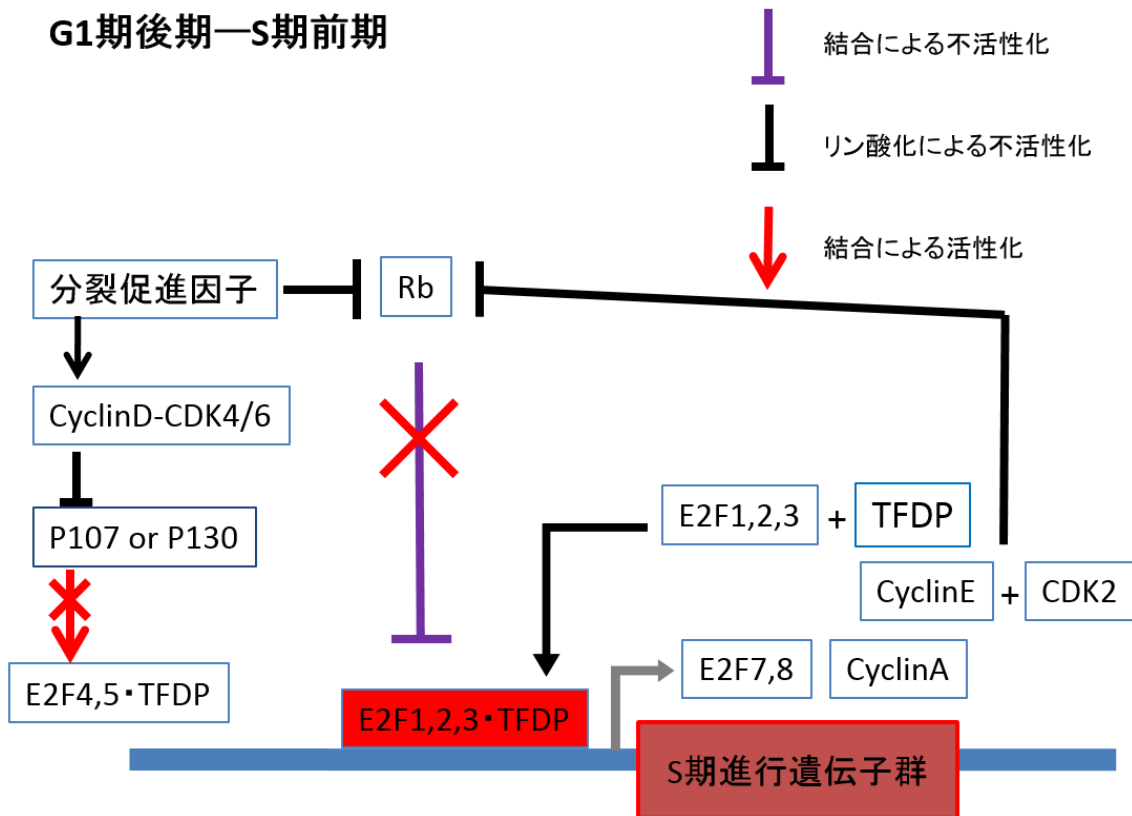 G1期後期―S期前期
結合による不活性化
リン酸化による不活性化
結合による活性化
分裂促進因子
Rb
CyclinD-CDK4/6
P107 or P130
E2F4,5・TFDP
E2F1,2,3 + TFDP
CyclinE + CDK2
E2F7,8 CyclinA
E2F1,2,3・TFDP
S期進行遺伝子群